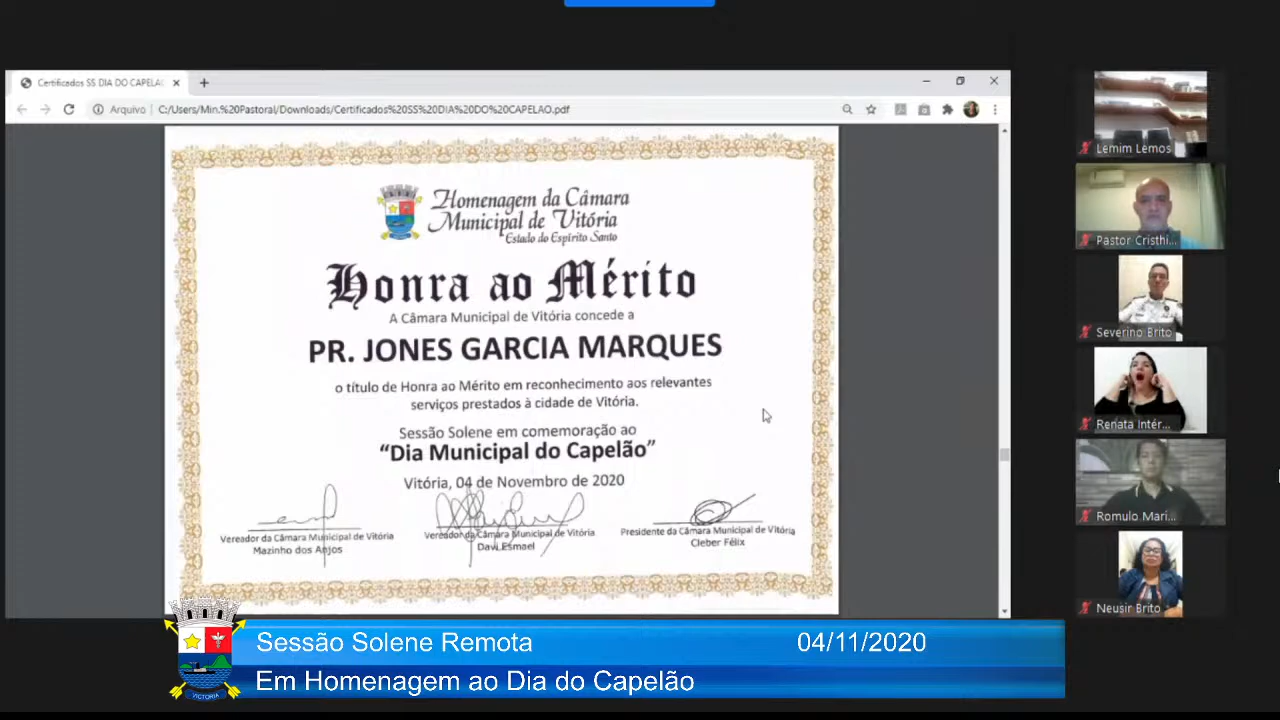 Certificados SS DIA DO CAPELA
Arquivo
C:/Users/Min.%20Pastoral/Downloads/Certificados%20SS%20DIA%20DO%20CAPELAO.pdf
Homenagem da Câmara
Municipal de Vitória
Estado do Espírito Santo
Honra ao Mérito
A Câmara Municipal de Vitória concede a
PR. JONES GARCIA MARQUES
o título de Honra ao Mérito em reconhecimento aos relevantes
serviços prestados à cidade de Vitória.
Sessão Solene em comemoração ao
“Dia Municipal do Capelão”
Vitória, 04 de Novembro de 2020
Vereador da Câmara Municipal de Vitória
Mazinho dos Anjos
Vereador da Câmara Municipal de Vitória
Davi Esmael
Presidente da Câmara Municipal de Vitória
Cleber Félix
Lemim Lemos
Pastor Cristhi...
Severino Brito
Renata Intér...
Romulo Mari...
Neusir Brito
Sessão Solene Remota
04/11/2020
Em Homenagem ao Dia do Capelão
VICTORIA